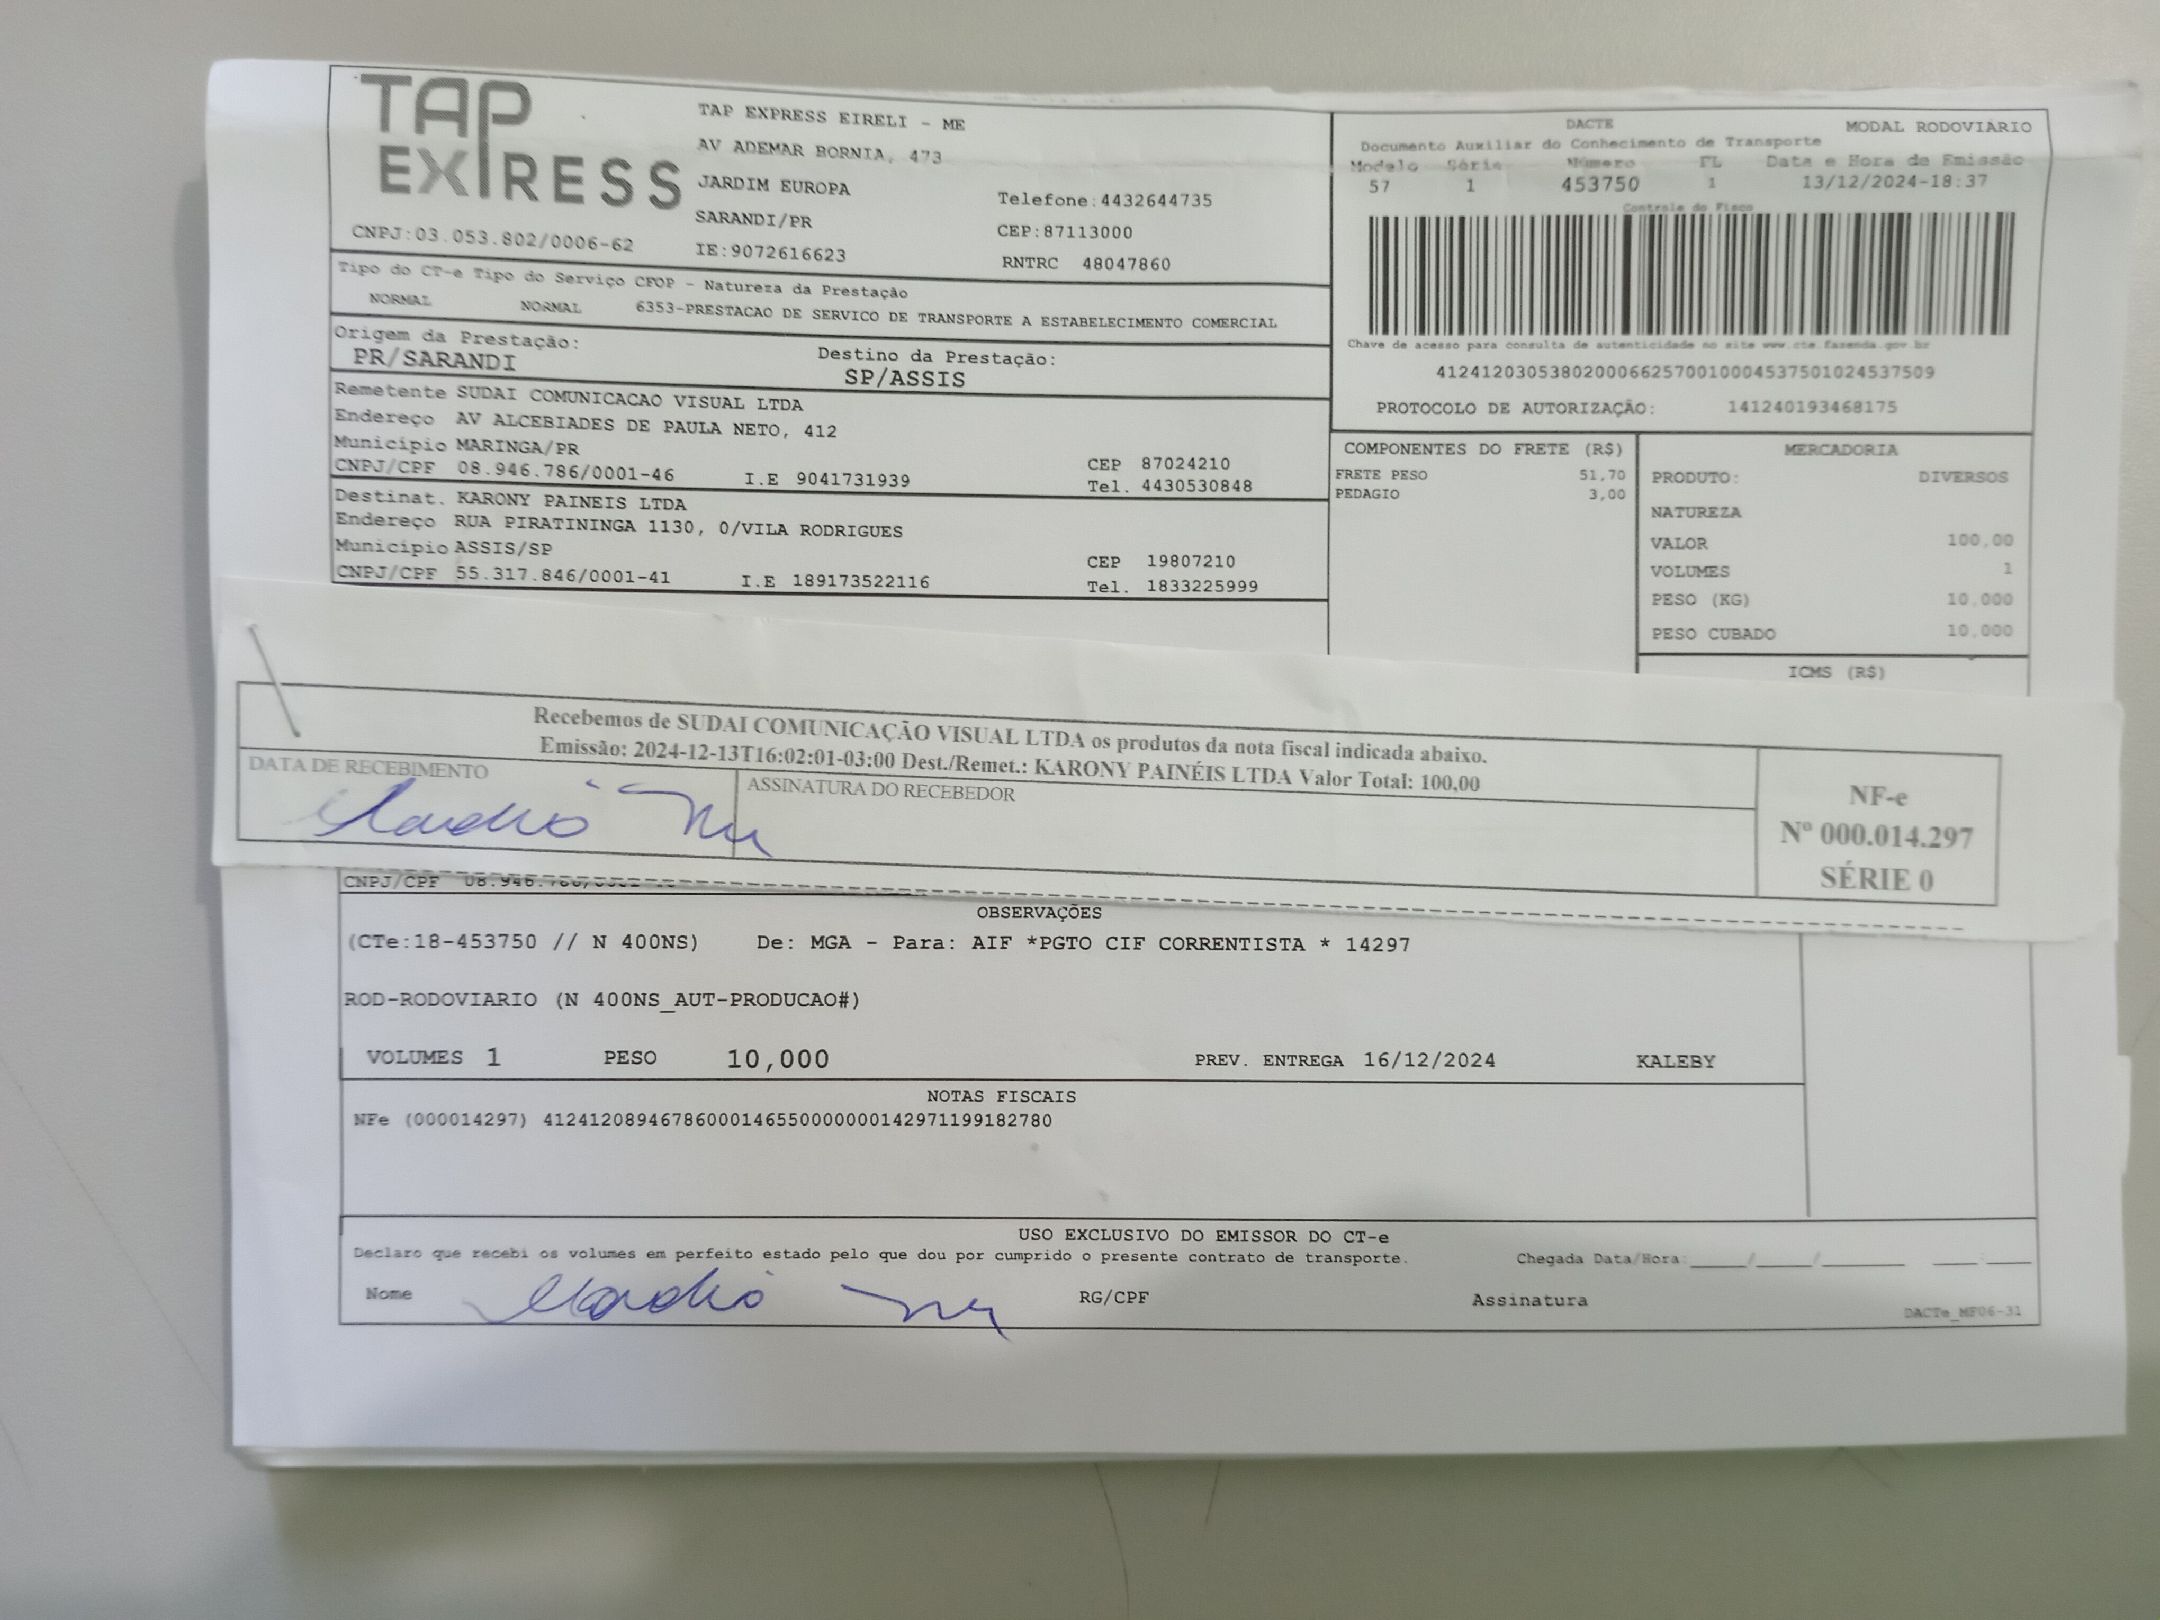 TAP EXPRESS
TAP EXPRESS EIRELI - ME
AV ADEMAR BORNIA, 473
JARDIM EUROPA
SARANDI/PR
IE:9072616623
Telefone:4432644735
CEP:87113000
RNTRC 48047860
CNPJ:03.053.802/0006-62
DACTE MODAL RODOVIÁRIO
Documento Auxiliar do Conhecimento de Transporte
Modelo Série Número FL Data e Hora de Emissão
57 1 453750 1 13/12/2024-18:37
Controle do Fisco
Chave de acesso para consulta de autenticidade no site www.cte.fazenda.gov.br
41241203053802000662570010004537501024537509
PROTOCOLO DE AUTORIZAÇÃO: 141240193468175
Tipo do CT-e Tipo do Serviço CFOP - Natureza da Prestação
NORMAL NORMAL 6353-PRESTACAO DE SERVICO DE TRANSPORTE A ESTABELECIMENTO COMERCIAL
Origem da Prestação: Destino da Prestação:
PR/SARANDI SP/ASSIS
Remetente SUDAI COMUNICACAO VISUAL LTDA
Endereço AV ALCEBIADES DE PAULA NETO, 412
Município MARINGA/PR CEP 87024210
CNPJ/CPF 08.946.786/0001-46 I.E 9041731939 Tel. 4430530848
Destinat. KARONY PAINEIS LTDA
Endereço RUA PIRATININGA 1130, 0/VILA RODRIGUES
Município ASSIS/SP CEP 19807210
CNPJ/CPF 55.317.846/0001-41 I.E 189173522116 Tel. 1833225999
COMPONENTES DO FRETE (R$)
FRETE PESO 51,70
PEDAGIO 3,00
MERCADORIA
PRODUTO: DIVERSOS
NATUREZA
VALOR 100,00
VOLUMES 1
PESO (KG) 10,000
PESO CUBADO 10,000
ICMS (R$)
Recebemos de SUDAI COMUNICAÇÃO VISUAL LTDA os produtos da nota fiscal indicada abaixo.
Emissão: 2024-12-13T16:02:01-03:00 Dest./Remet.: KARONY PAINÉIS LTDA Valor Total: 100,00
DATA DE RECEBIMENTO ASSINATURA DO RECEBEDOR
NF-e
Nº 000.014.297
SÉRIE 0
CNPJ/CPF
OBSERVAÇÕES
(CTe:18-453750 // N 400NS) De: MGA - Para: AIF *PGTO CIF CORRENTISTA * 14297
ROD-RODOVIARIO (N 400NS_AUT-PRODUCAO#)
VOLUMES 1 PESO 10,000 PREV. ENTREGA 16/12/2024 KALEBY
NOTAS FISCAIS
NFe (000014297) 41241208946786000146550000000142971199182780
USO EXCLUSIVO DO EMISSOR DO CT-e
Declaro que recebi os volumes em perfeito estado pelo que dou por cumprido o presente contrato de transporte. Chegada Data/Hora:_____/_____/_______ ____:____
Nome RG/CPF Assinatura
DACTe_MF06-31